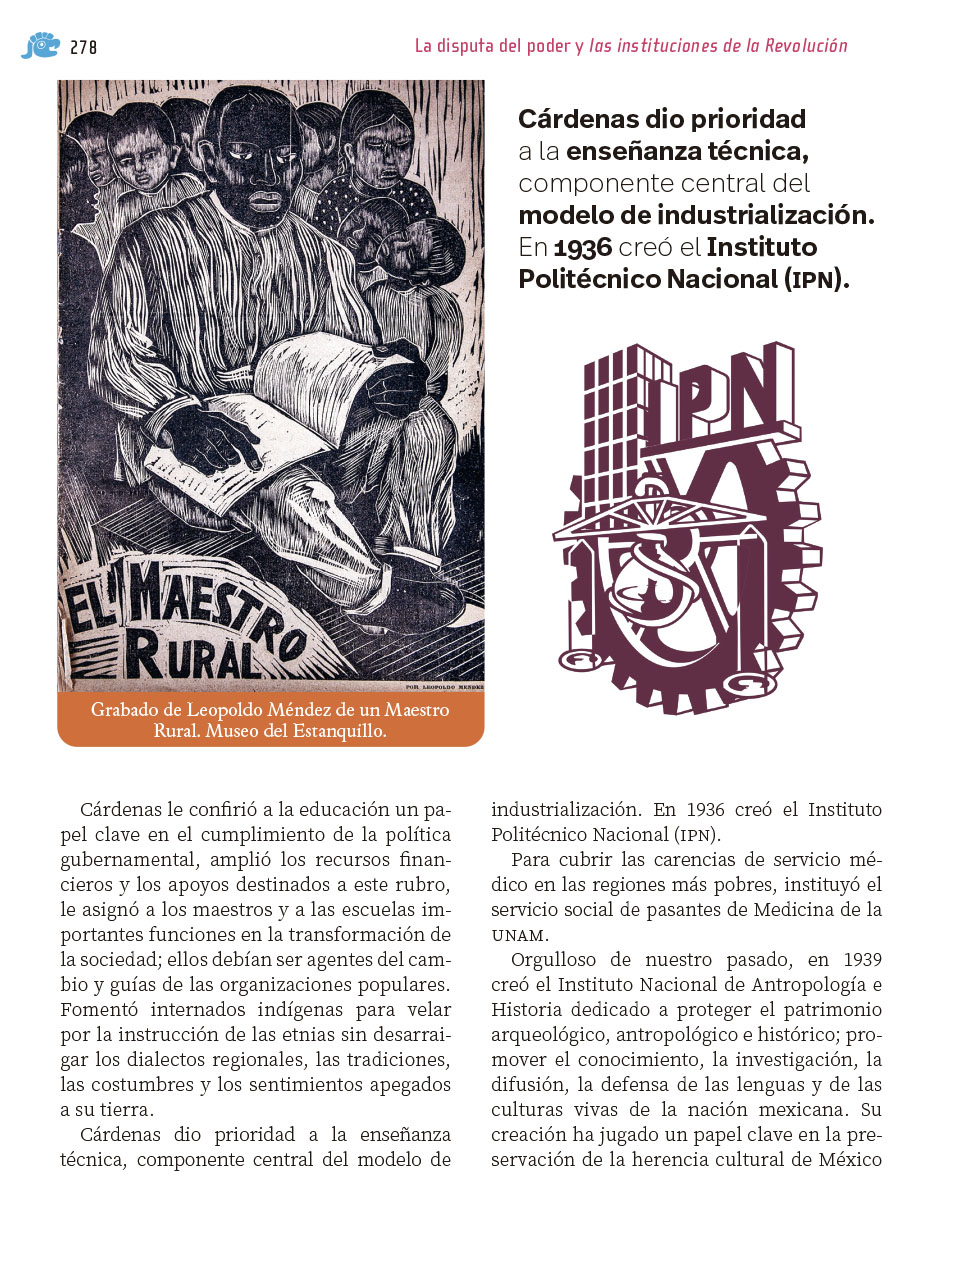 278
La disputa del poder y las instituciones de la Revolución
EL MAESTRO
RURAL
POR LEOPOLDO MENDEZ
Grabado de Leopoldo Méndez de un Maestro
Rural. Museo del Estanquillo.
Cárdenas dio prioridad
a la enseñanza técnica,
componente central del
modelo de industrialización.
En 1936 creó el Instituto
Politécnico Nacional (IPN).
IPN
Cárdenas le confirió a la educación un pa-
pel clave en el cumplimiento de la política
gubernamental, amplió los recursos finan-
cieros y los apoyos destinados a este rubro,
le asignó a los maestros y a las escuelas im-
portantes funciones en la transformación de
la sociedad; ellos debían ser agentes del cam-
bio y guías de las organizaciones populares.
Fomentó internados indígenas para velar
por la instrucción de las etnias sin desarrai-
gar los dialectos regionales, las tradiciones,
las costumbres y los sentimientos apegados
a su tierra.
Cárdenas dio prioridad a la enseñanza
técnica, componente central del modelo de
industrialización. En 1936 creó el Instituto
Politécnico Nacional (IPN).
Para cubrir las carencias de servicio mé-
dico en las regiones más pobres, instituyó el
servicio social de pasantes de Medicina de la
UNAM.
Orgulloso de nuestro pasado, en 1939
creó el Instituto Nacional de Antropología e
Historia dedicado a proteger el patrimonio
arqueológico, antropológico e histórico; pro-
mover el conocimiento, la investigación, la
difusión, la defensa de las lenguas y de las
culturas vivas de la nación mexicana. Su
creación ha jugado un papel clave en la pre-
servación de la herencia cultural de México